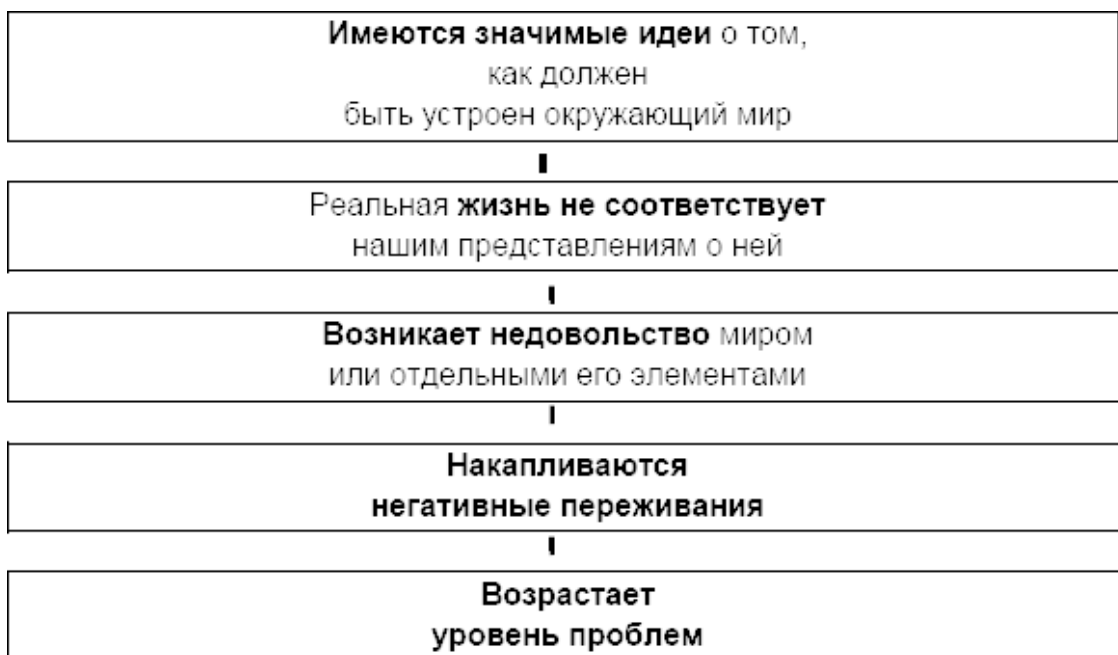 Имеются значимые идеи о том,
как должен
быть устроен окружающий мир
Реальная жизнь не соответствует
нашим представлениям о ней
Возникает недовольство миром
или отдельными его элементами
Накапливаются
негативные переживания
Возрастает
уровень проблем